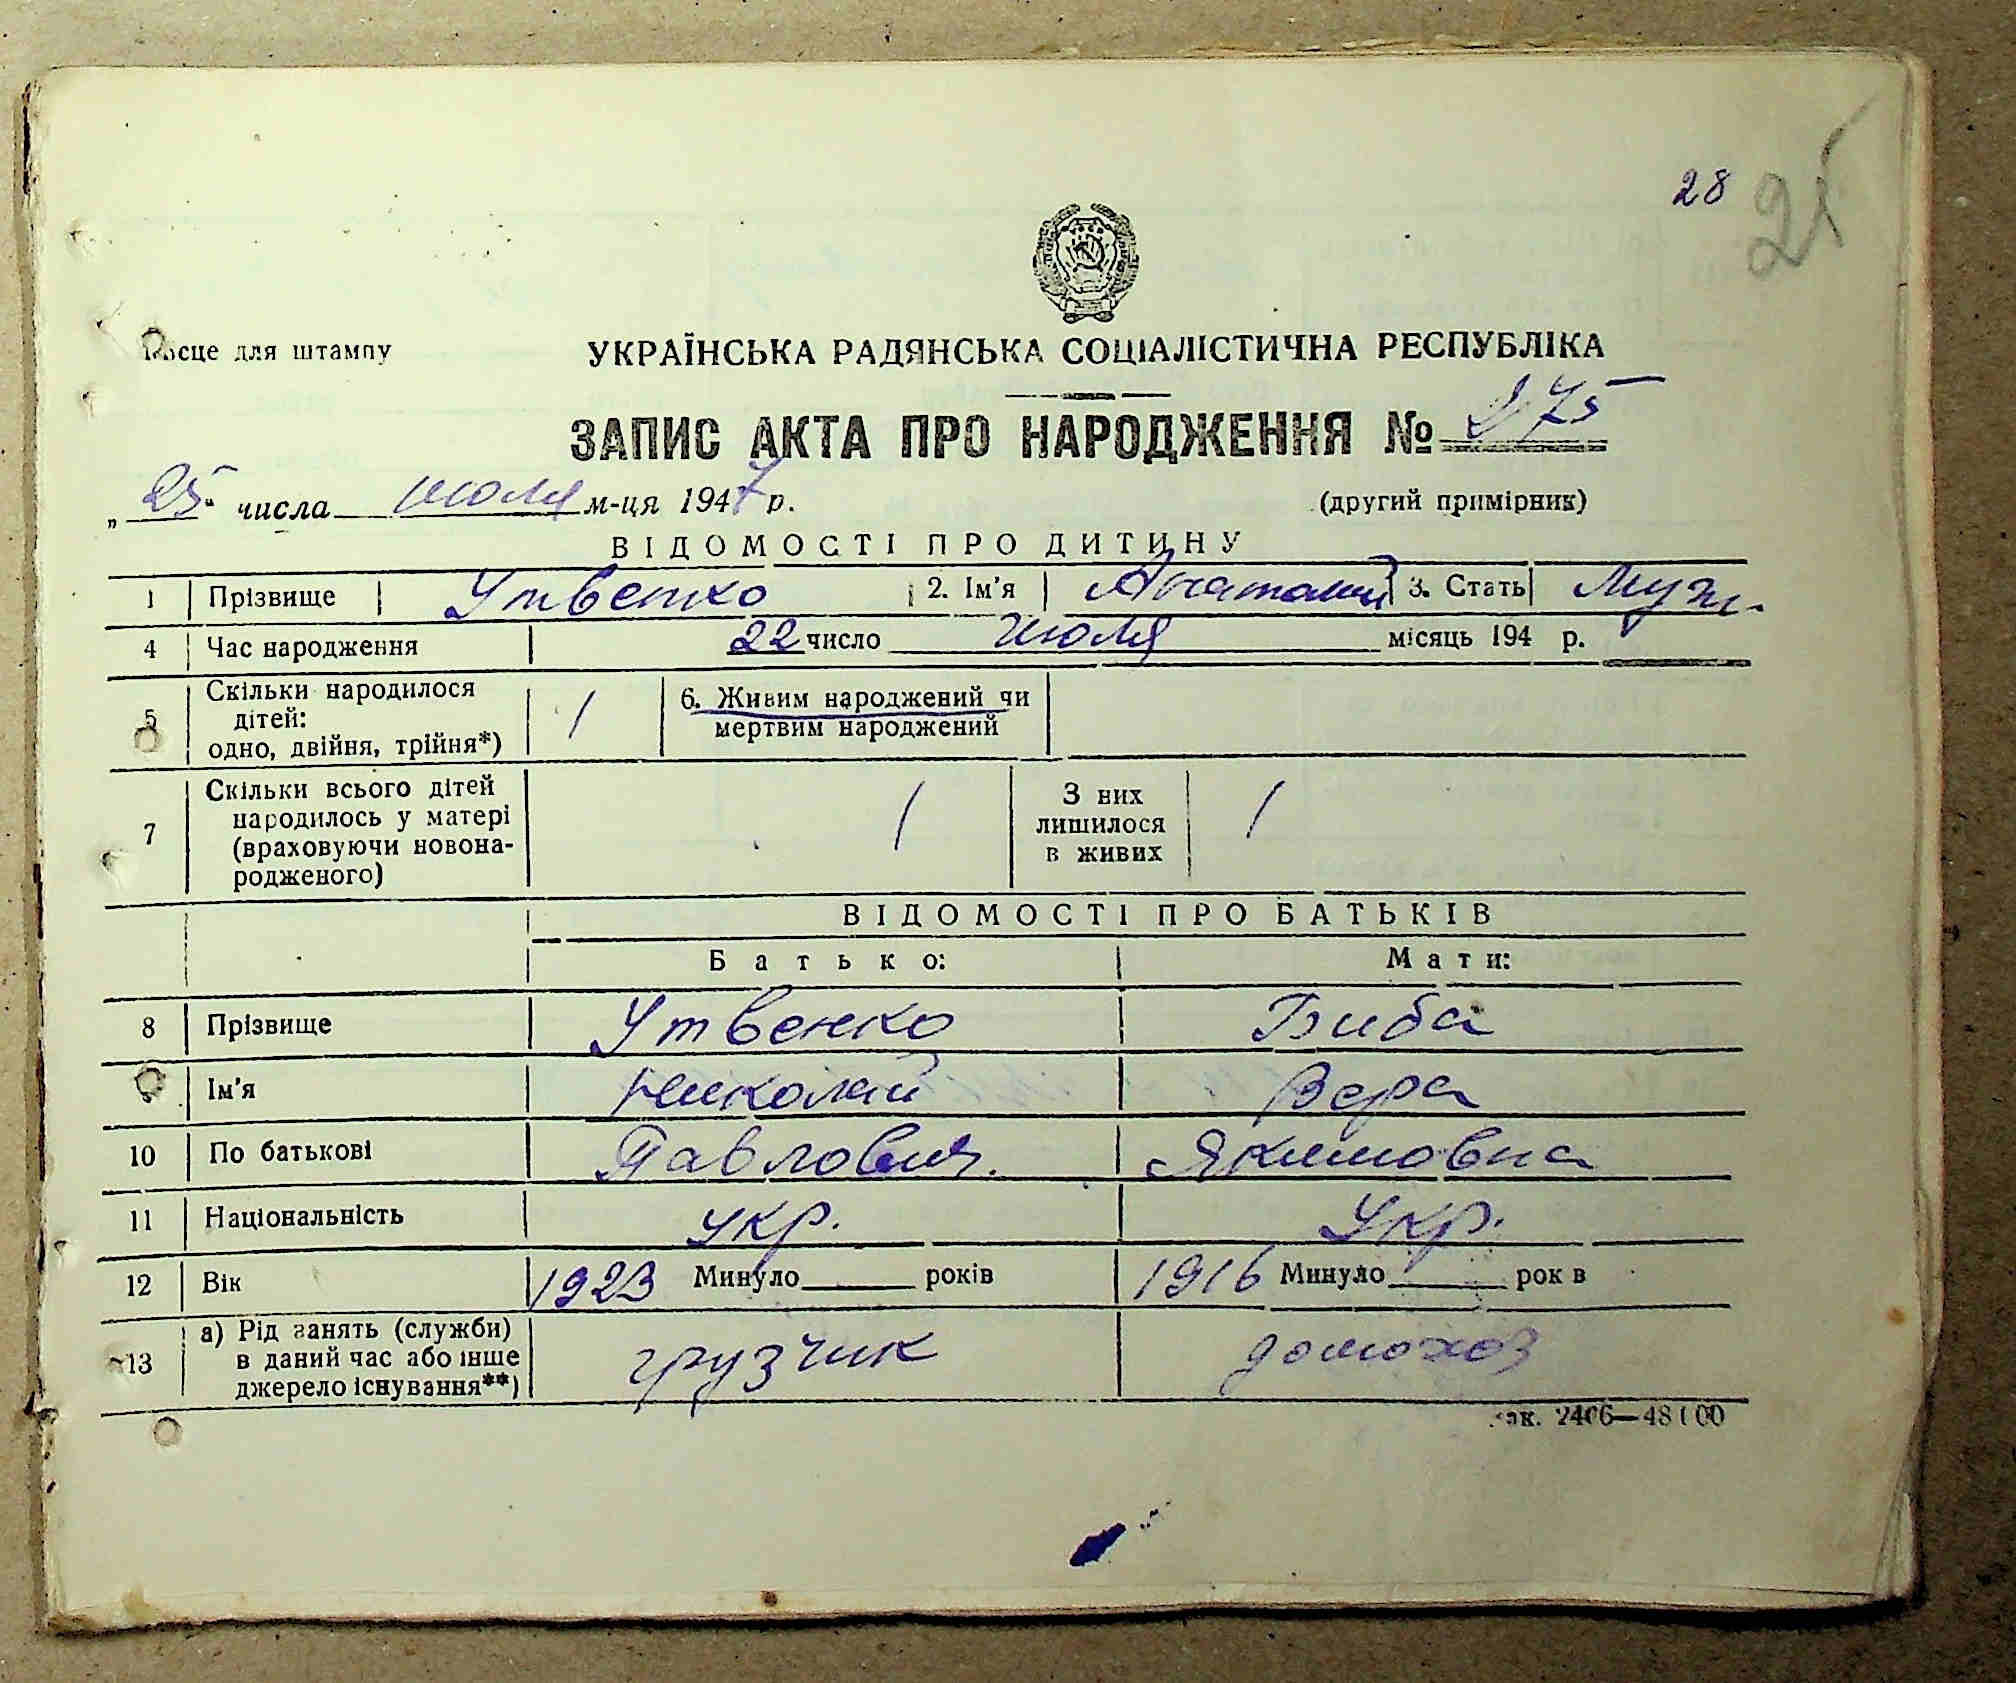 28
25
Місце для штампу
УКРАЇНСЬКА РАДЯНСЬКА СОЦІАЛІСТИЧНА РЕСПУБЛІКА
ЗАПИС АКТА ПРО НАРОДЖЕННЯ № 275
„ 25 " числа июля м-ця 1947 р. (другий примірник)
ВІДОМОСТІ ПРО ДИТИНУ
1 Прізвище Утвенко 2. Ім'я Анатолий 3. Стать Муж.
4 Час народження 22 число Июля місяць 194 р.
5 Скільки народилося дітей: одно, двійня, трійня*) 1 6. Живим народжений чи мертвим народжений
7 Скільки всього дітей народилось у матері (враховуючи новонародженого) 1 З них лишилося в живих 1
ВІДОМОСТІ ПРО БАТЬКІВ
Батько: Мати:
8 Прізвище Утвенко Биба
Ім'я Николай Вера
10 По батькові Павлович. Якимовна
11 Національність укр. Укр.
12 Вік 1923 Минуло років 1916 Минуло рок в
13 а) Рід занять (служби) в даний час або інше джерело існування**) грузчик домохоз